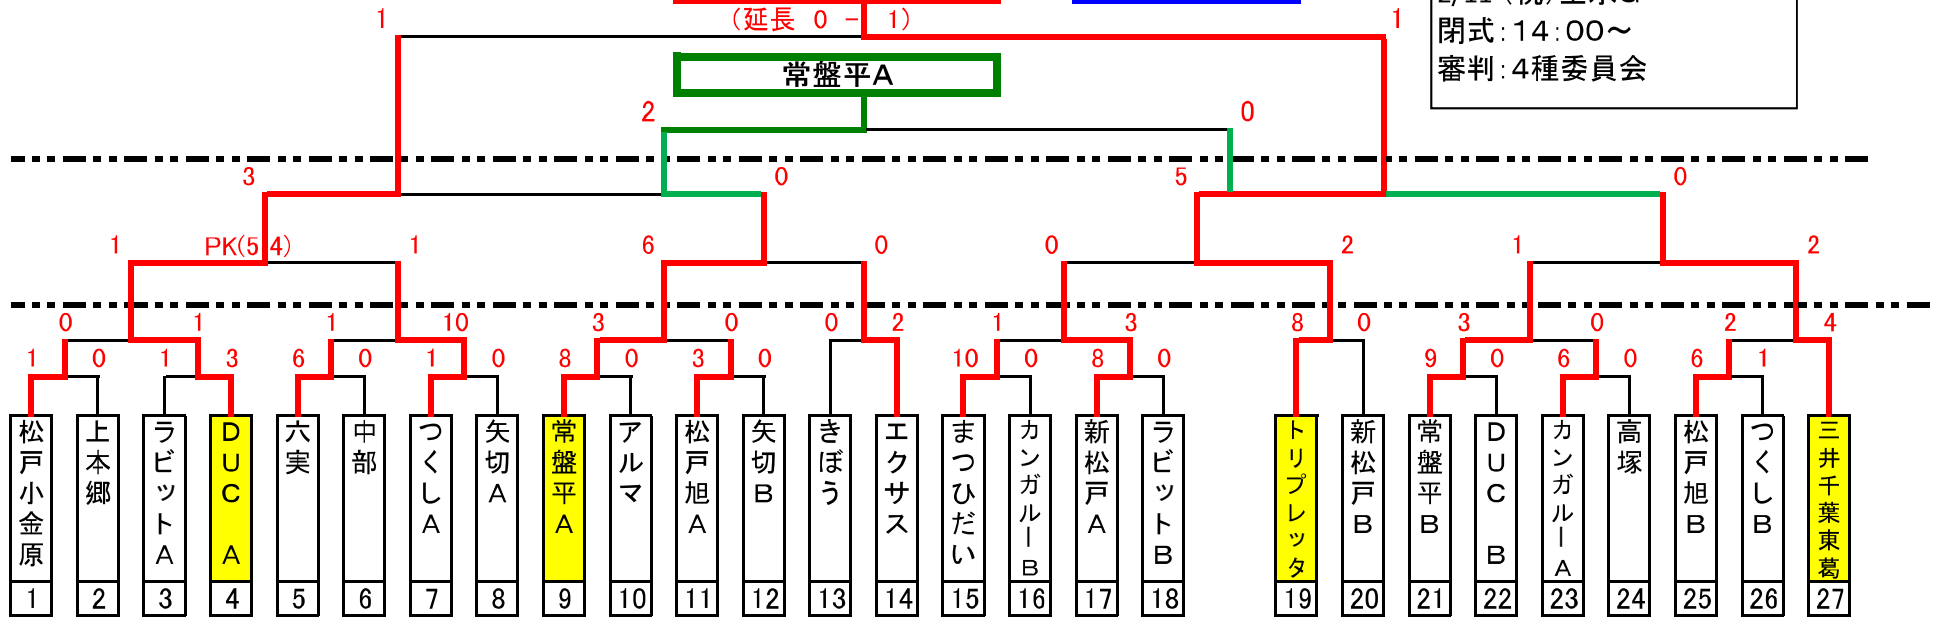 1 (延長 0 － 1) 1
閉式:14:00～
審判:4種委員会
常盤平A
2 0
3 0 5 0
1 PK(5 4) 1 6 0 0 2 1 2
0 1 1 10 3 0 0 2 1 3 8 0 3 0 2 4
1 0 1 3 6 0 1 0 8 0 3 0 10 0 8 0 9 0 6 0 6 1
松戸小金原
上本郷
ラビットA
DUC A
六実
中部
つくしA
矢切A
常盤平A
アルマ
松戸旭A
矢切B
きぼう
エクサス
まつひだい
カンガルーB
新松戸A
ラビットB
トリプレッタ
新松戸B
常盤平B
DUC B
カンガルーA
高塚
松戸旭B
つくしB
三井千葉東葛
1 2 3 4 5 6 7 8 9 10 11 12 13 14 15 16 17 18 19 20 21 22 23 24 25 26 27